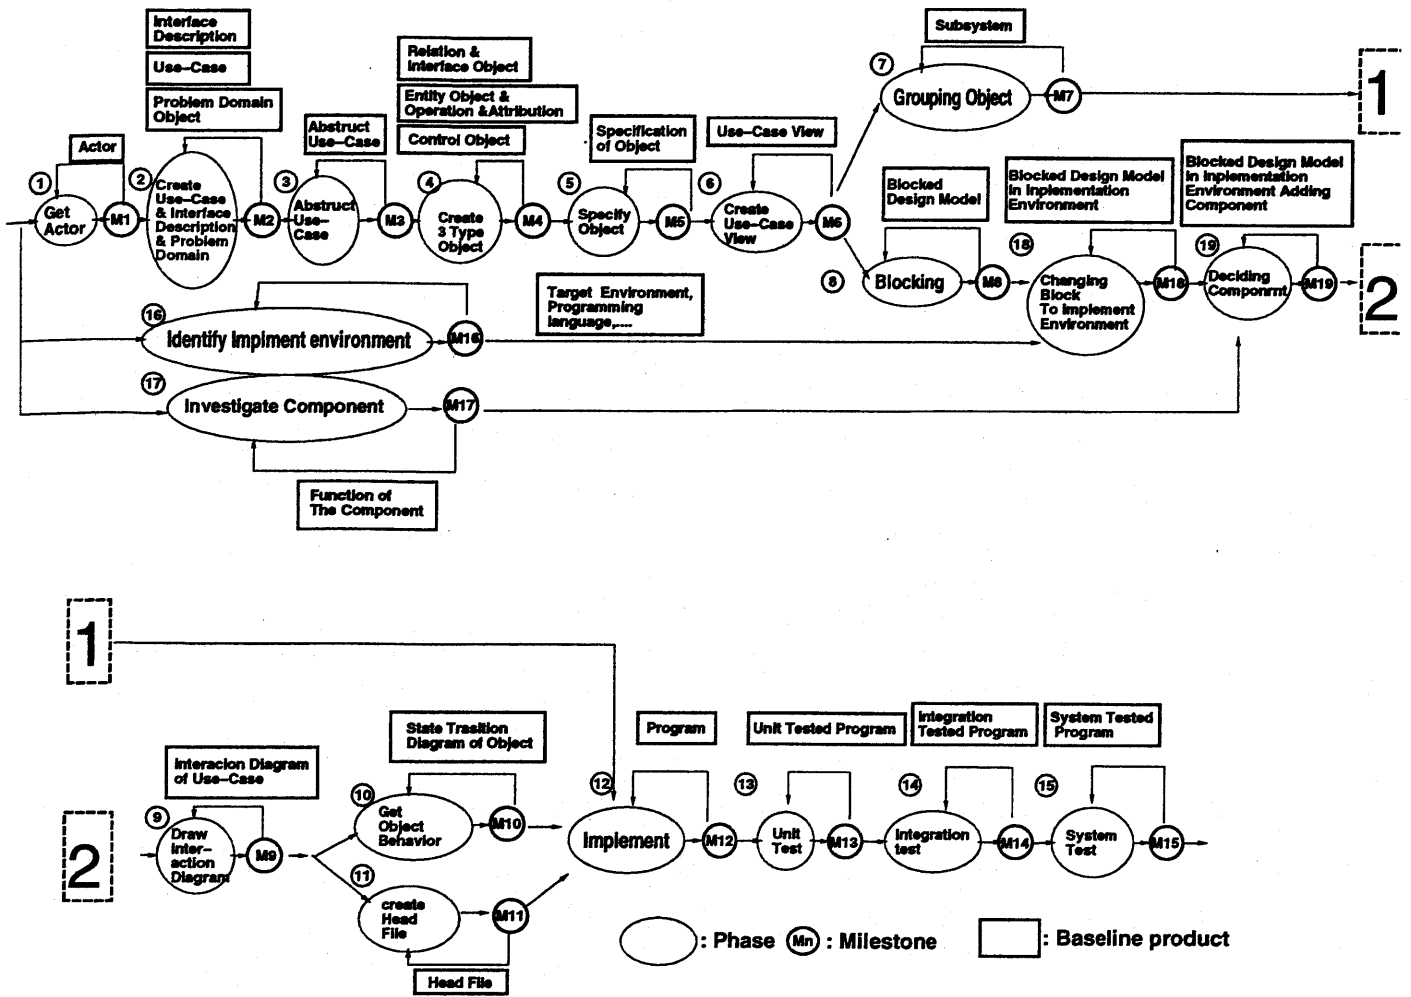 Interface
Description
Use-Case
Problem Domain
Object
Actor
Abstruct
Use-Case
Relation &
Interface Object
Entity Object &
Operation &Attribution
Control Object
Specification
of Object
Use-Case View
Subsystem
Blocked
Design Model
Blocked Design Model
in Inplementation
Environment
Blocked Design Model
in Inplementation
Environment Adding
Component
1
Get
Actor
M1
2
Create
Use-Case
& Interface
Description
& Problem
Domain
M2
3
Abstruct
Use-
Case
M3
4
Create
3 Type
Object
M4
5
Specify
Object
M5
6
Create
Use-Case
View
M6
7
Grouping Object
M7
1
8
Blocking
M8
18
Changing
Block
To Implement
Environment
M18
19
Deciding
Componrnt
M19
2
16
Identify Impliment environment
M16
Target Environment,
Programming
language,....
17
Investigate Component
M17
Function of
The Component
1
2
Interacion Diagram
of Use-Case
9
Draw
Inter-
action
Diagram
M9
State Trasition
Diagram of Object
10
Get
Object
Behavior
M10
11
create
Head
File
M11
Head File
Program
12
Implement
M12
Unit Tested Program
13
Unit
Test
M13
Integration
Tested Program
14
Integration
test
M14
System Tested
Program
15
System
Test
M15
: Phase
Mn
: Milestone
: Baseline product